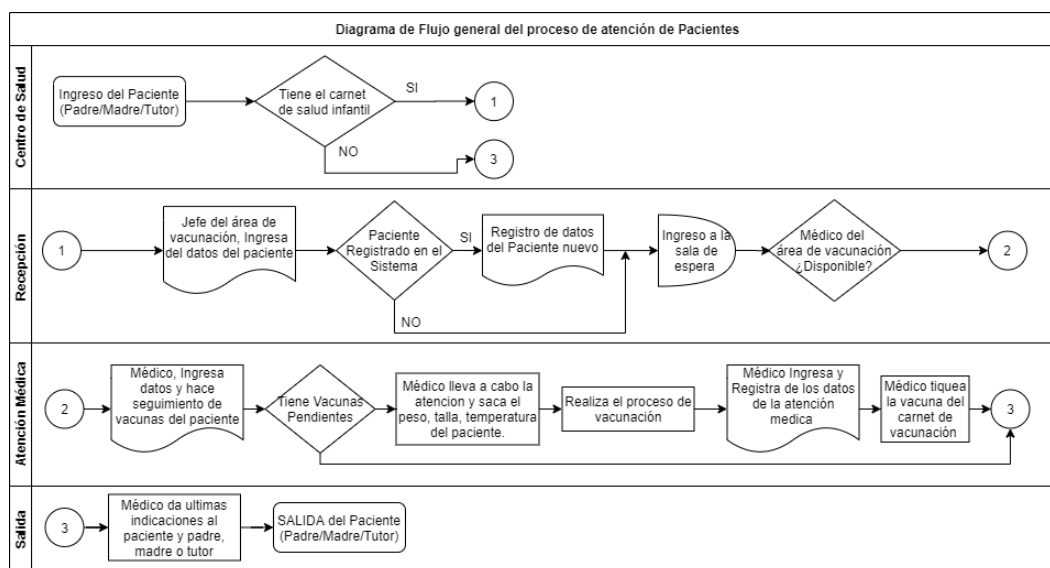 Diagrama de Flujo general del proceso de atención de Pacientes
Centro de Salud
Ingreso del Paciente
(Padre/Madre/Tutor)
Tiene el carnet
de salud infantil
SI
1
NO
3
Recepción
1
Jefe del área de
vacunación, Ingresa
del datos del paciente
Paciente
Registrado en el
Sistema
SI
NO
Registro de datos
del Paciente nuevo
Ingreso a la
sala de
espera
Médico del
área de vacunación
¿Disponible?
2
Atención Médica
2
Médico, Ingresa
datos y hace
seguimiento de
vacunas del paciente
Tiene Vacunas
Pendientes
Médico lleva a cabo la
atencion y saca el
peso, talla, temperatura
del paciente.
Realiza el proceso de
vacunación
Médico Ingresa y
Registra de los datos
de la atención
medica
Médico tiquea
la vacuna del
carnet de
vacunación
3
Salida
3
Médico da ultimas
indicaciones al
paciente y padre,
madre o tutor
SALIDA del Paciente
(Padre/Madre/Tutor)